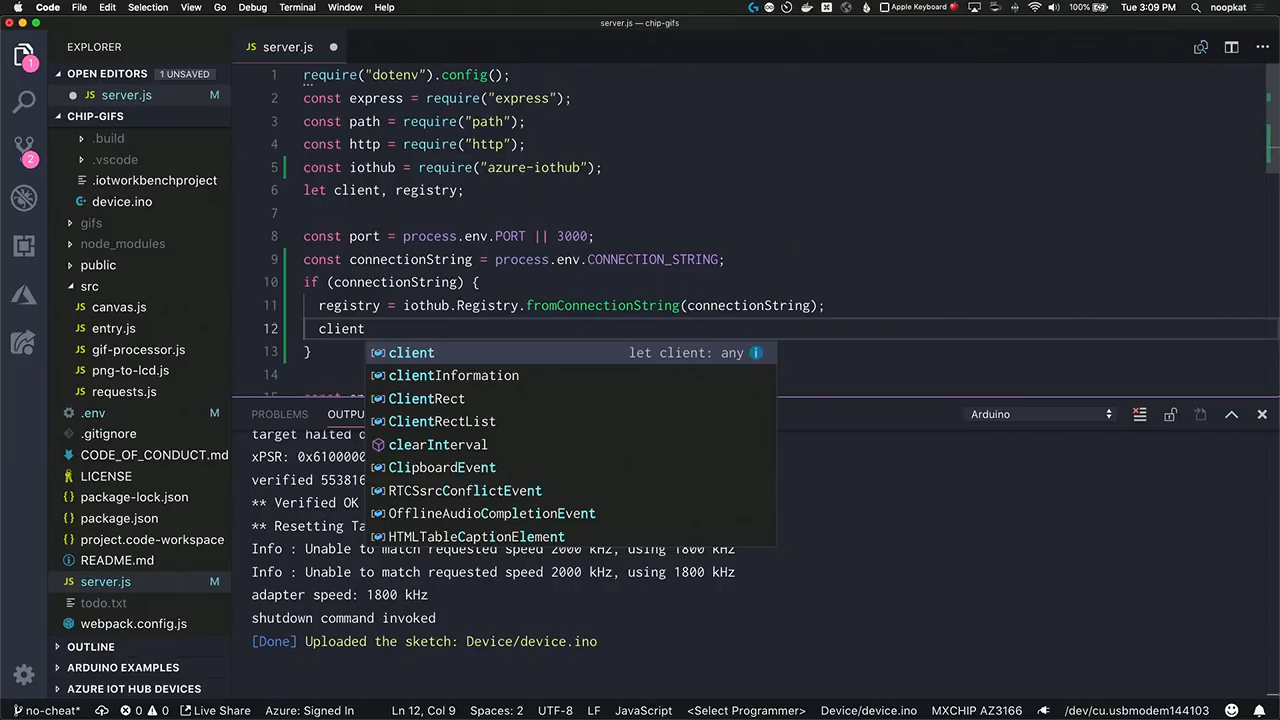 Code File Edit Selection View Go Debug Terminal Window Help Apple Keyboard 100% Tue 3:09 PM noopkat
server.js — chip-gifs
EXPLORER
OPEN EDITORS 1 UNSAVED
JS server.js M
CHIP-GIFS
.build
.vscode
.iotworkbenchproject
device.ino
gifs
node_modules
public
src
JS canvas.js
JS entry.js
JS gif-processor.js
JS png-to-lcd.js
JS requests.js
.env M
.gitignore
CODE_OF_CONDUCT.md
LICENSE
{} package-lock.json
{} package.json
project.code-workspace
README.md
JS server.js M
todo.txt
webpack.config.js
OUTLINE
ARDUINO EXAMPLES
AZURE IOT HUB DEVICES
1
2
JS server.js
1 require("dotenv").config();
2 const express = require("express");
3 const path = require("path");
4 const http = require("http");
5 const iothub = require("azure-iothub");
6 let client, registry;
7
8 const port = process.env.PORT || 3000;
9 const connectionString = process.env.CONNECTION_STRING;
10 if (connectionString) {
11 registry = iothub.Registry.fromConnectionString(connectionString);
12 client
13 }
14
client let client: any
clientInformation
ClientRect
ClientRectList
clearInterval
ClipboardEvent
RTCSsrcConflictEvent
OfflineAudioCompletionEvent
HTMLTableCaptionElement
PROBLEMS OUTPU Arduino
target halted d
xPSR: 0x6100000
verified 553816
** Verified OK
** Resetting Ta
Info : Unable to match requested speed 2000 kHz, using 1800 kHz
Info : Unable to match requested speed 2000 kHz, using 1800 kHz
adapter speed: 1800 kHz
shutdown command invoked
[Done] Uploaded the sketch: Device/device.ino
no-cheat* 0 0 Live Share Azure: Signed In Ln 12, Col 9 Spaces: 2 UTF-8 LF JavaScript <Select Programmer> Device/device.ino MXCHIP AZ3166 /dev/cu.usbmodem144103